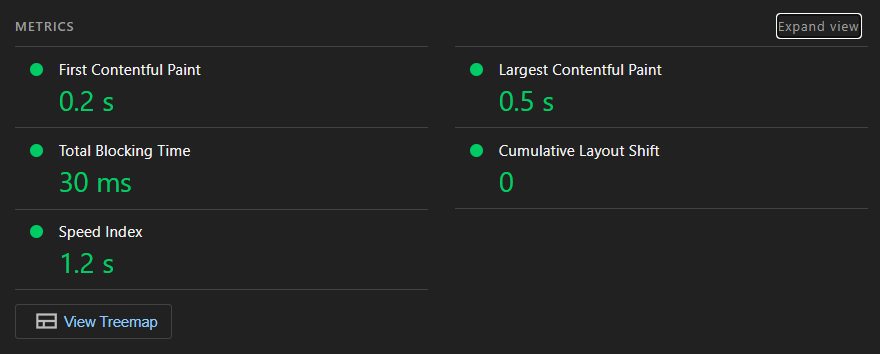 METRICS
Expand view
First Contentful Paint
0.2 s
Largest Contentful Paint
0.5 s
Total Blocking Time
30 ms
Cumulative Layout Shift
0
Speed Index
1.2 s
View Treemap